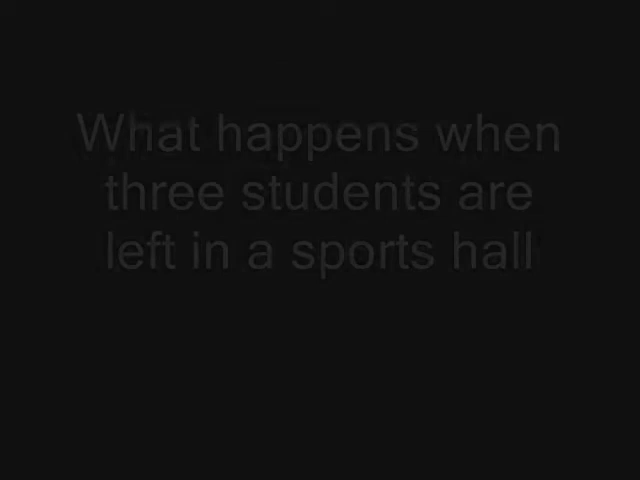 What happens when
three students are
left in a sports hall